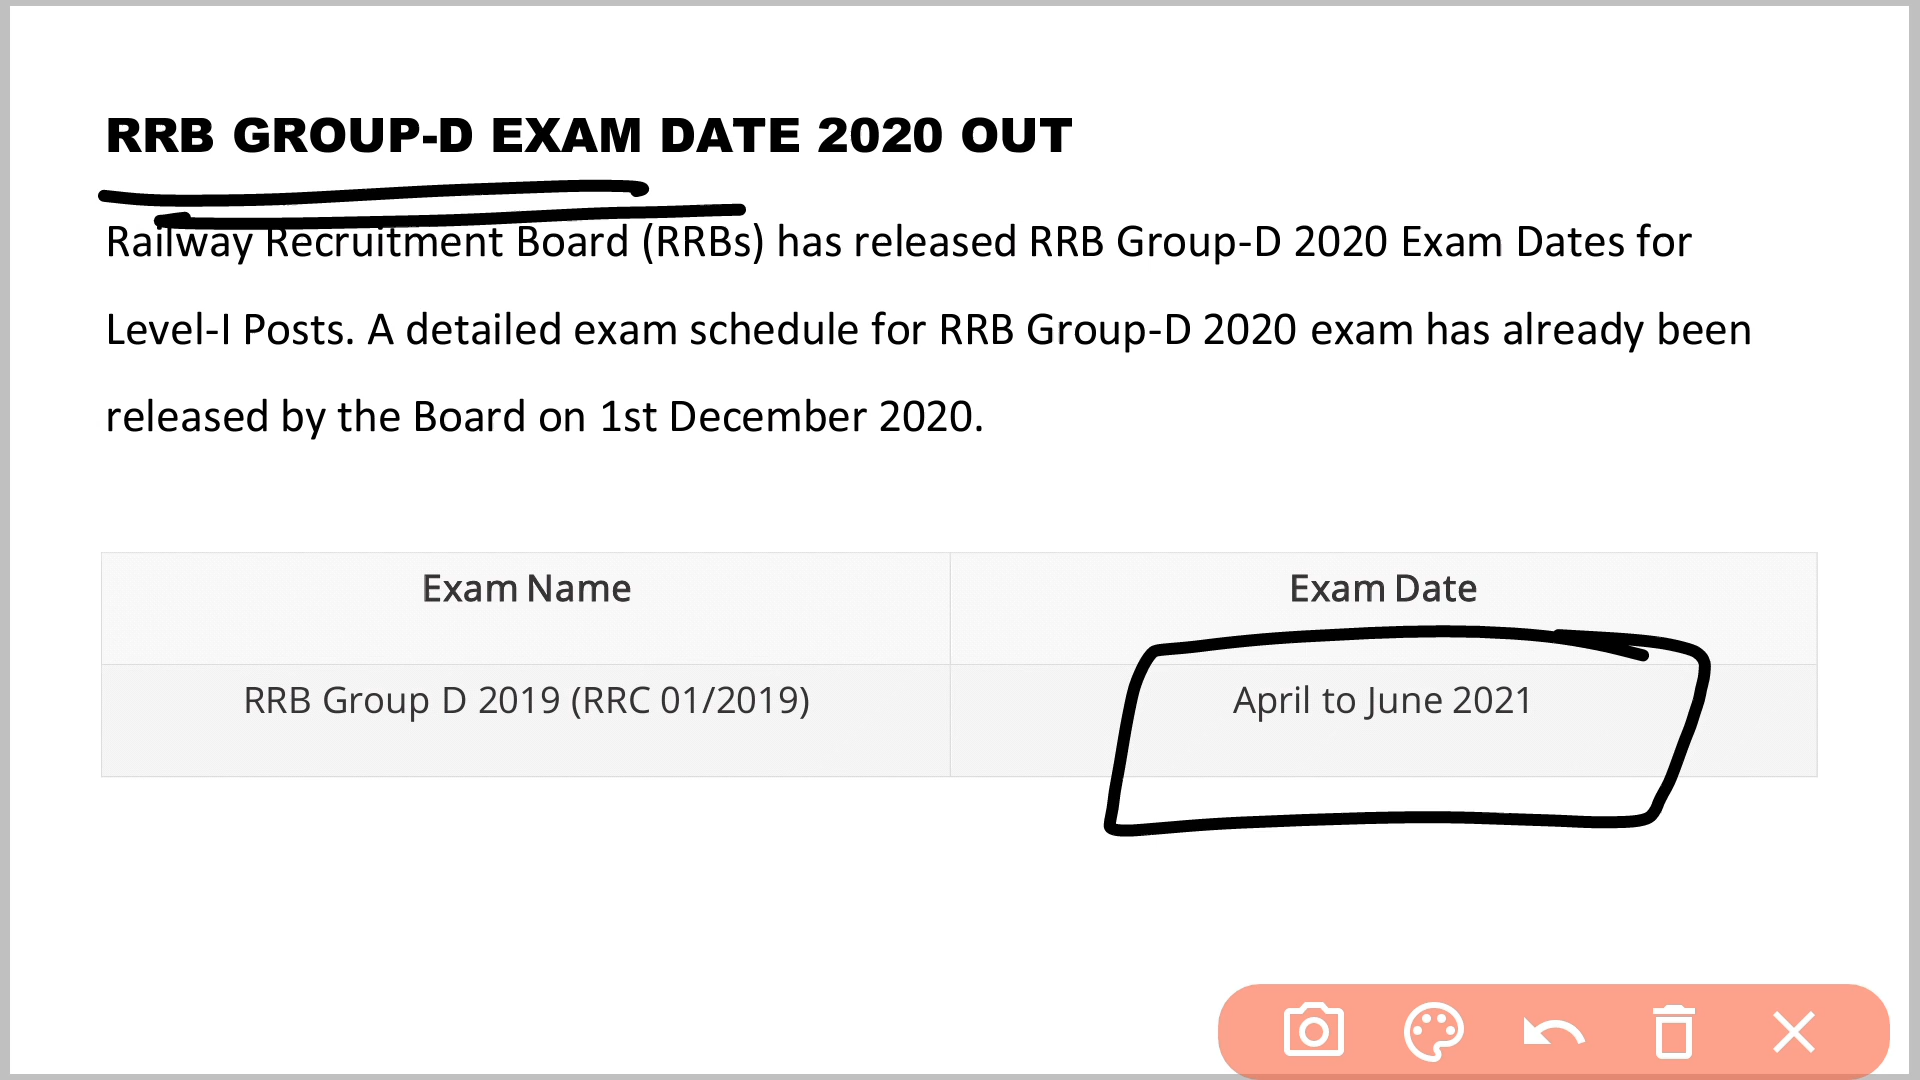 RRB GROUP-D EXAM DATE 2020 OUT
Railway Recruitment Board (RRBs) has released RRB Group-D 2020 Exam Dates for
Level-I Posts. A detailed exam schedule for RRB Group-D 2020 exam has already been
released by the Board on 1st December 2020.
Exam Name Exam Date
RRB Group D 2019 (RRC 01/2019) April to June 2021